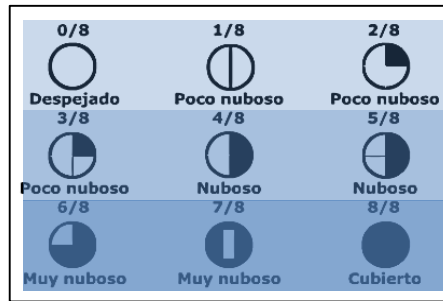 0/8 1/8 2/8
Despejado Poco nuboso Poco nuboso
3/8 4/8 5/8
Poco nuboso Nuboso Nuboso
6/8 7/8 8/8
Muy nuboso Muy nuboso Cubierto